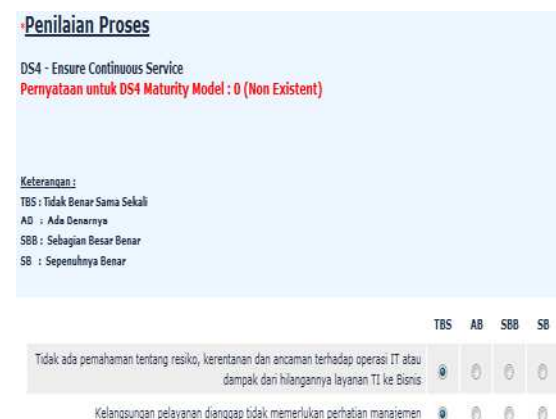 *Penilaian Proses
DS4 - Ensure Continuous Service
Pernyataan untuk DS4 Maturity Model : 0 (Non Existent)
Keterangan :
TBS : Tidak Benar Sama Sekali
AD : Ada Benarnya
SBB : Sebagian Besar Benar
SB : Sepenuhnya Benar
TBS AB SBB SB
Tidak ada pemahaman tentang resiko, kerentanan dan ancaman terhadap operasi IT atau
dampak dari hilangannya layanan TI ke Bisnis
Kelangsungan pelayanan dianggap tidak memerlukan perhatian manajemen